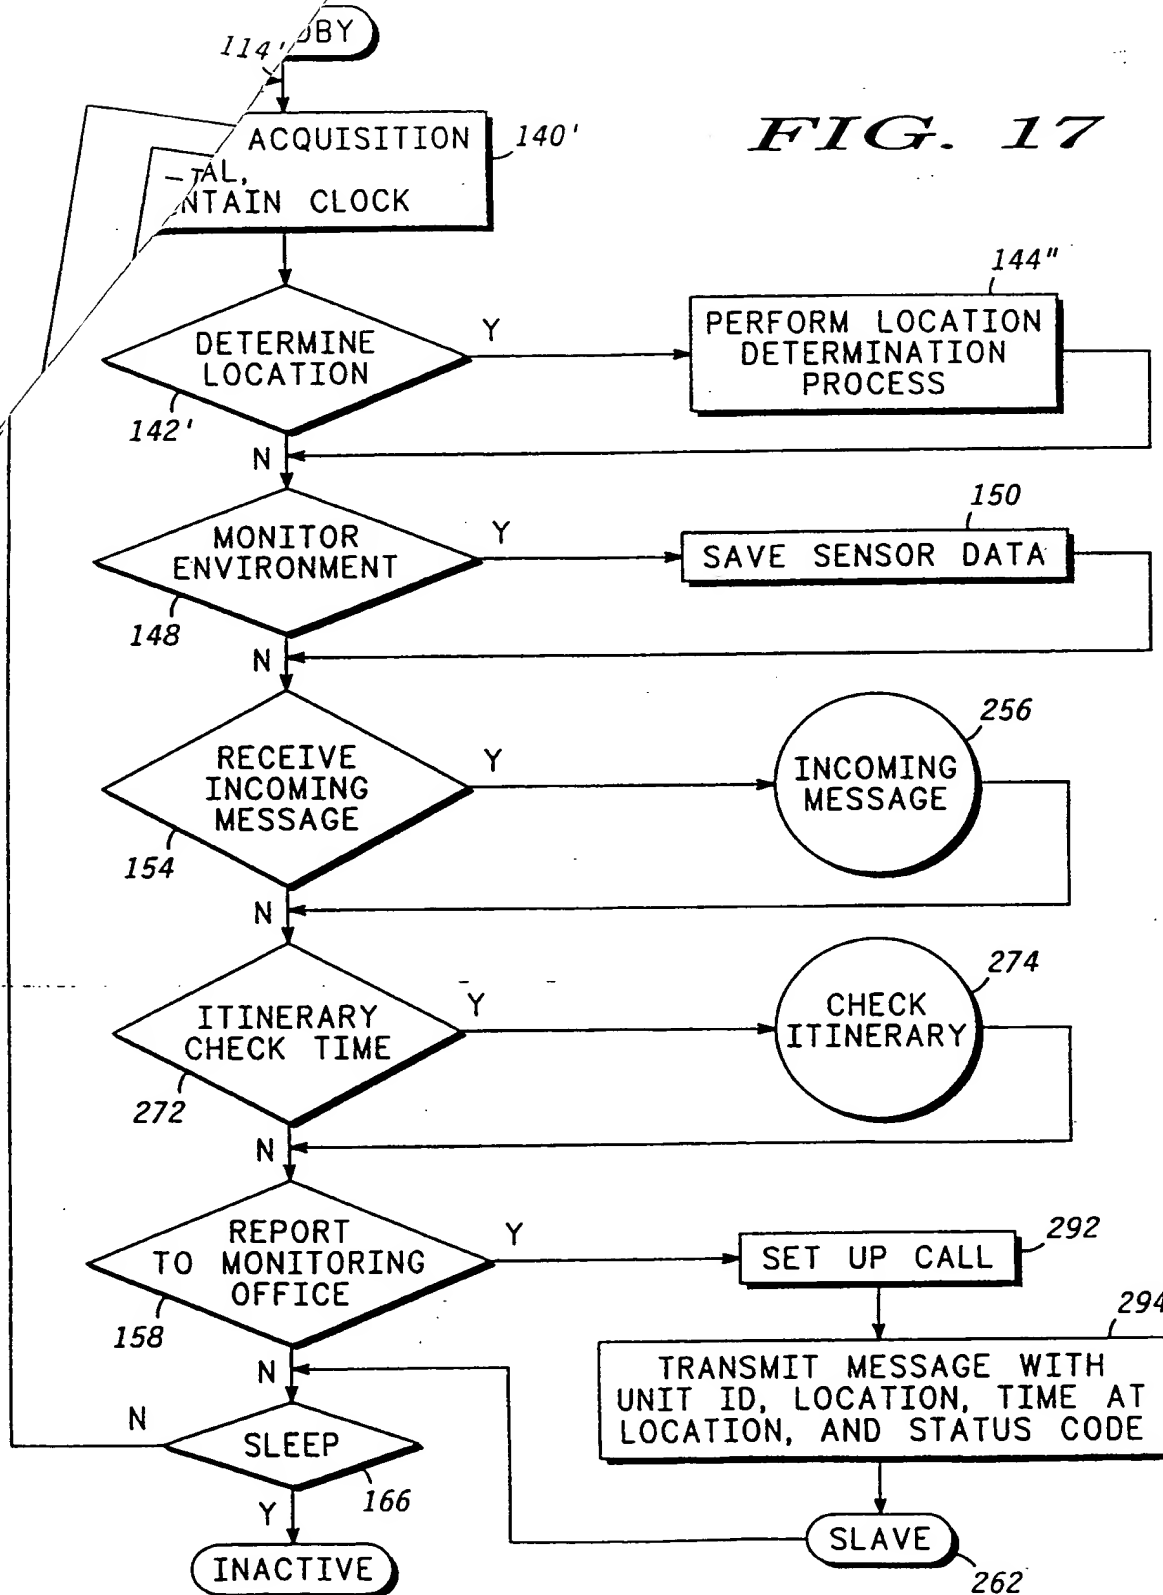 114'
DBY
FIG. 17
ACQUISITION
140'
TAL,
NTAIN CLOCK
144"
DETERMINE
LOCATION
Y
PERFORM LOCATION
DETERMINATION
PROCESS
142'
N
150
MONITOR
ENVIRONMENT
Y
SAVE SENSOR DATA
148
N
256
RECEIVE
INCOMING
MESSAGE
Y
INCOMING
MESSAGE
154
N
274
ITINERARY
CHECK TIME
Y
CHECK
ITINERARY
272
N
REPORT
TO MONITORING
OFFICE
Y
SET UP CALL
292
158
294
N
TRANSMIT MESSAGE WITH
UNIT ID, LOCATION, TIME AT
LOCATION, AND STATUS CODE
N
SLEEP
166
Y
SLAVE
INACTIVE
262